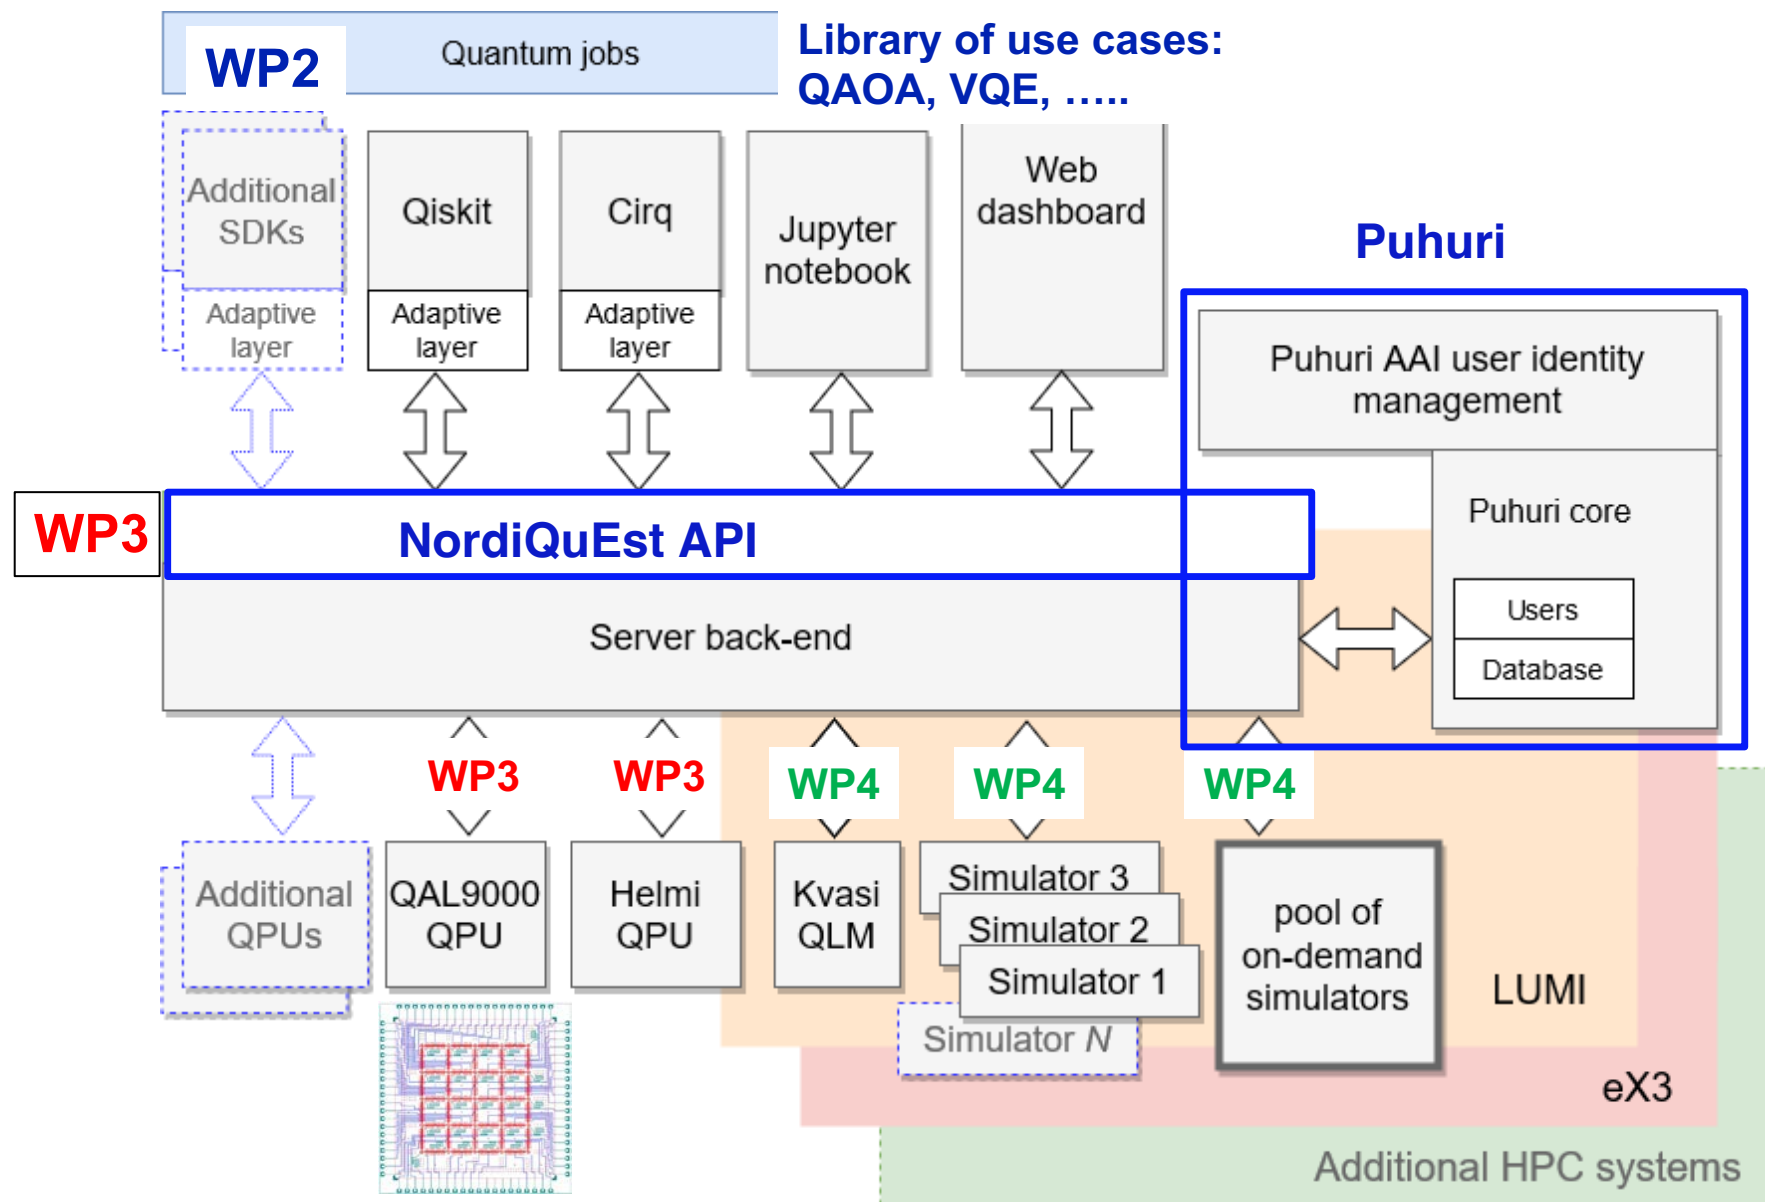 WP2
Quantum jobs
Library of use cases:
QAOA, VQE, .....
Additional
SDKs
Adaptive
layer
Qiskit
Adaptive
layer
Cirq
Adaptive
layer
Jupyter
notebook
Web
dashboard
Puhuri
Puhuri AAI user identity
management
Puhuri core
Users
Database
WP3
NordiQuEst API
Server back-end
WP3
WP3
WP4
WP4
WP4
Additional
QPUs
QAL9000
QPU
Helmi
QPU
Kvasi
QLM
Simulator 3
Simulator 2
Simulator 1
Simulator N
pool of
on-demand
simulators
LUMI
eX3
Additional HPC systems